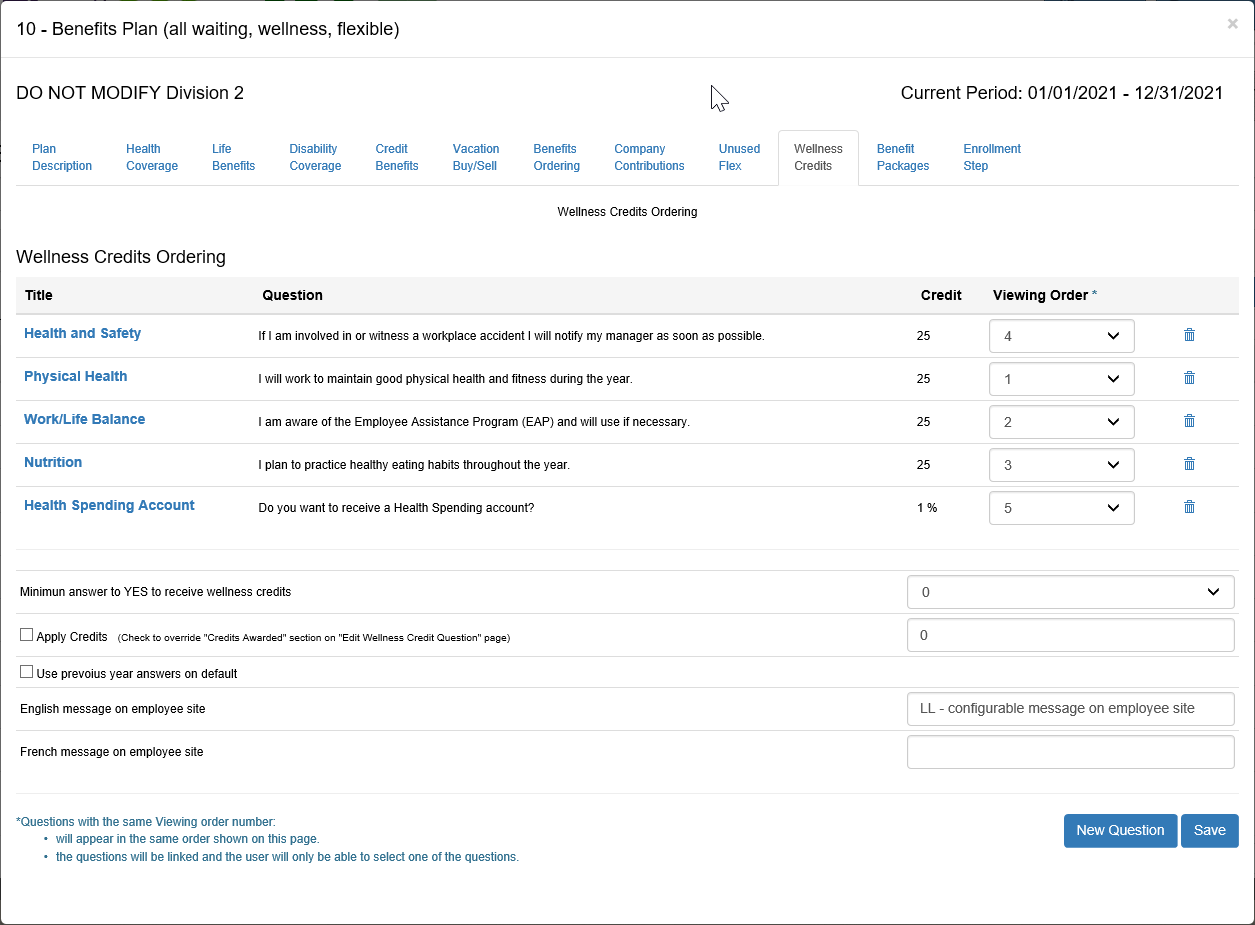 10 - Benefits Plan (all waiting, wellness, flexible)
×
DO NOT MODIFY Division 2
Current Period: 01/01/2021 - 12/31/2021
Plan Description
Health Coverage
Life Benefits
Disability Coverage
Credit Benefits
Vacation Buy/Sell
Benefits Ordering
Company Contributions
Unused Flex
Wellness Credits
Benefit Packages
Enrollment Step
Wellness Credits Ordering
Wellness Credits Ordering
Title Question Credit Viewing Order *
Health and Safety If I am involved in or witness a workplace accident I will notify my manager as soon as possible. 25 4
Physical Health I will work to maintain good physical health and fitness during the year. 25 1
Work/Life Balance I am aware of the Employee Assistance Program (EAP) and will use if necessary. 25 2
Nutrition I plan to practice healthy eating habits throughout the year. 25 3
Health Spending Account Do you want to receive a Health Spending account? 1 % 5
Minimun answer to YES to receive wellness credits 0
Apply Credits (Check to override "Credits Awarded" section on "Edit Wellness Credit Question" page) 0
Use prevoius year answers on default
English message on employee site LL - configurable message on employee site
French message on employee site
*Questions with the same Viewing order number:
• will appear in the same order shown on this page.
• the questions will be linked and the user will only be able to select one of the questions.
New Question Save